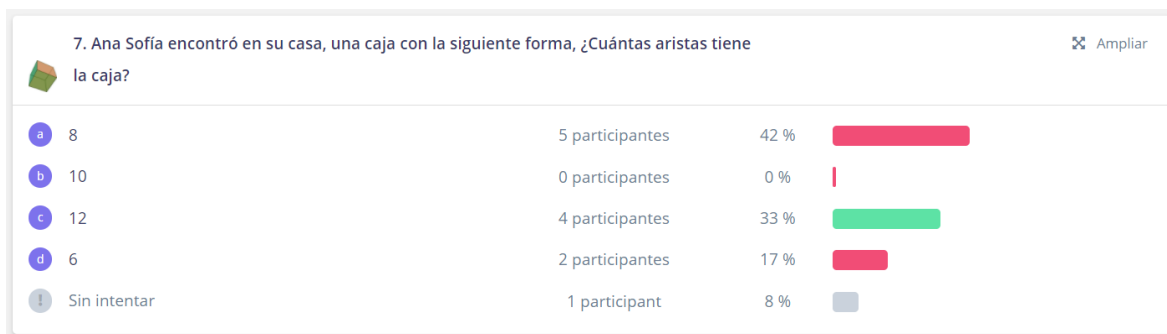 7. Ana Sofía encontró en su casa, una caja con la siguiente forma, ¿Cuántas aristas tiene
la caja?
Ampliar
a 8 5 participantes 42 %
b 10 0 participantes 0 %
c 12 4 participantes 33 %
d 6 2 participantes 17 %
! Sin intentar 1 participant 8 %